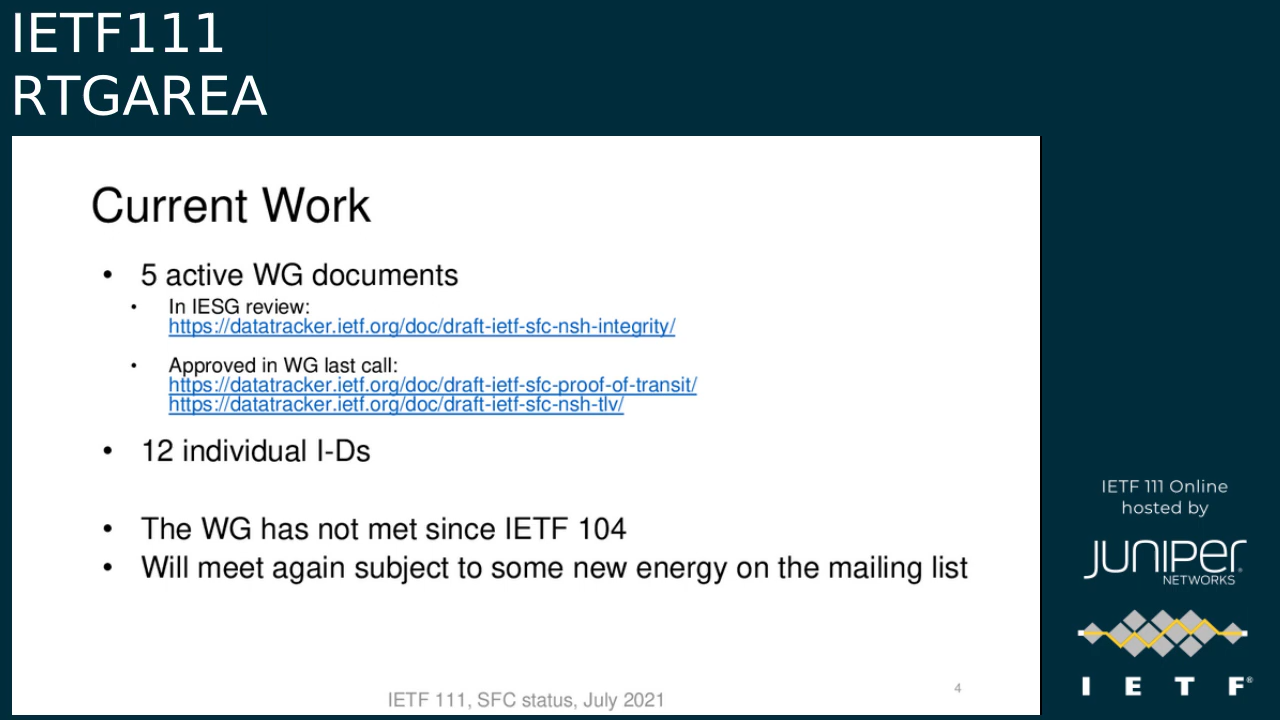 IETF111
RTGAREA
Current Work
• 5 active WG documents
• In IESG review:
https://datatracker.ietf.org/doc/draft-ietf-sfc-nsh-integrity/
• Approved in WG last call:
https://datatracker.ietf.org/doc/draft-ietf-sfc-proof-of-transit/
https://datatracker.ietf.org/doc/draft-ietf-sfc-nsh-tlv/
• 12 individual I-Ds
• The WG has not met since IETF 104
• Will meet again subject to some new energy on the mailing list
IETF 111, SFC status, July 2021
4
IETF 111 Online
hosted by
JUNIPER
NETWORKS
I E T F®